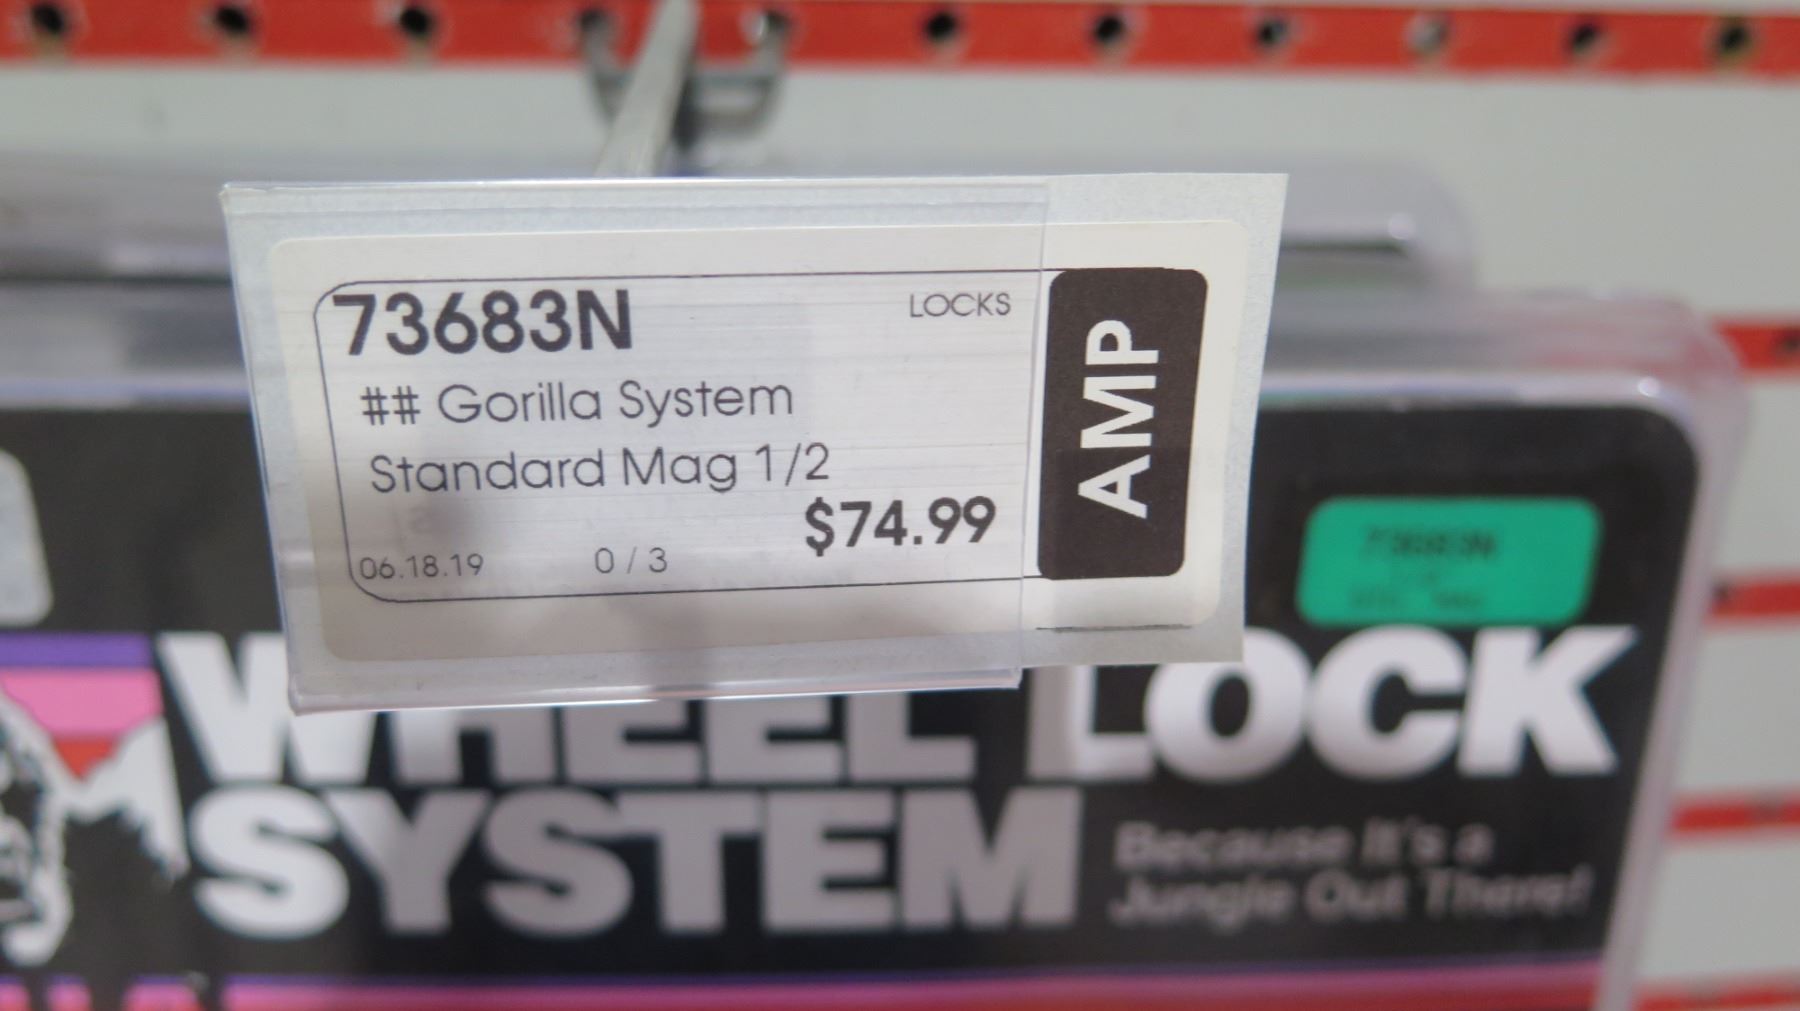 73683N
LOCKS
AMP
## Gorilla System
Standard Mag 1/2
$74.99
06.18.19
0 / 3
73683N
WHEEL LOCK
SYSTEM
Because It's a
Jungle Out There!